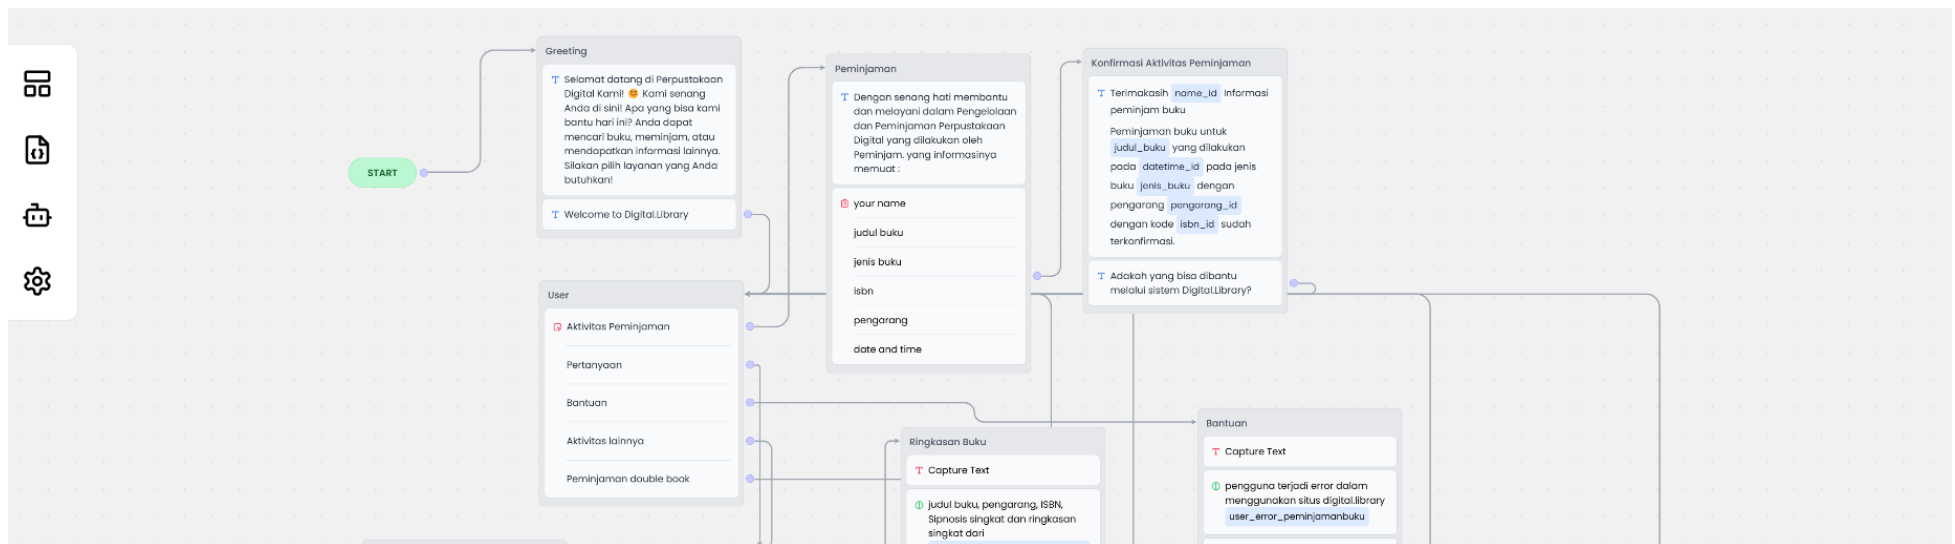 START
Greeting
Selamat datang di Perpustakaan
Digital Kami! 😊 Kami senang
Anda di sini! Apa yang bisa kami
bantu hari ini? Anda dapat
mencari buku, meminjam, atau
mendapatkan informasi lainnya.
Silakan pilih layanan yang Anda
butuhkan!
Welcome to Digital.Library
User
Aktivitas Peminjaman
Pertanyaan
Bantuan
Aktivitas lainnya
Peminjaman double book
Peminjaman
Dengan senang hati membantu
dan melayani dalam Pengelolaan
dan Peminjaman Perpustakaan
Digital yang dilakukan oleh
Peminjam. yang informasinya
memuat :
your name
judul buku
jenis buku
isbn
pengarang
date and time
Konfirmasi Aktivitas Peminjaman
Terimakasih name_id Informasi
peminjam buku
Peminjaman buku untuk
judul_buku yang dilakukan
pada datetime_id pada jenis
buku jenis_buku dengan
pengarang pengarang_id
dengan kode isbn_id sudah
terkonfirmasi.
Adakah yang bisa dibantu
melalui sistem Digital.Library?
Ringkasan Buku
Capture Text
judul buku, pengarang, ISBN,
Sipnosis singkat dan ringkasan
singkat dari
Bantuan
Capture Text
pengguna terjadi error dalam
menggunakan situs digital.library
user_error_peminjamanbuku